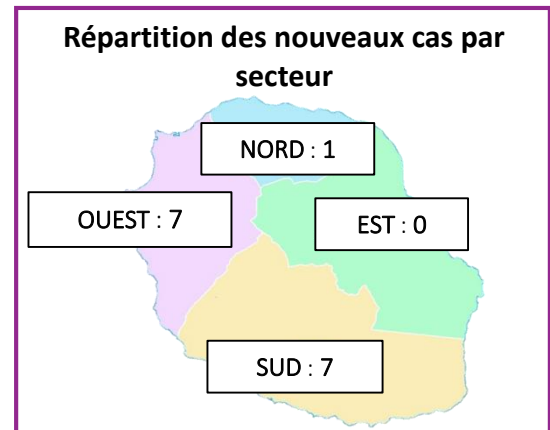 Répartition des nouveaux cas par
secteur
NORD : 1
OUEST : 7
EST : 0
SUD : 7